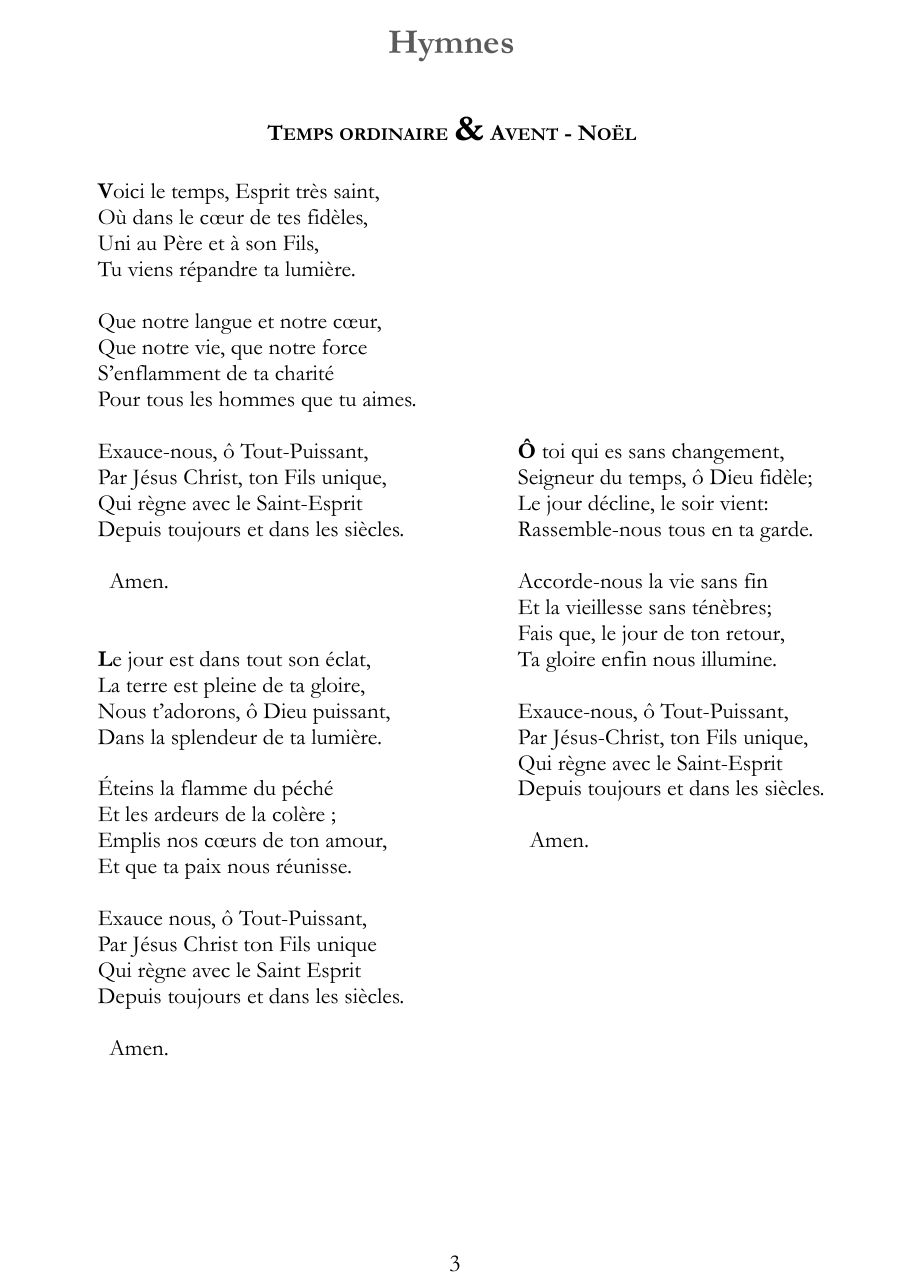 Hymnes
Temps ordinaire & Avent - Noël
Voici le temps, Esprit très saint,
Où dans le cœur de tes fidèles,
Uni au Père et à son Fils,
Tu viens répandre ta lumière.
Que notre langue et notre cœur,
Que notre vie, que notre force
S’enflamment de ta charité
Pour tous les hommes que tu aimes.
Exauce-nous, ô Tout-Puissant,
Par Jésus Christ, ton Fils unique,
Qui règne avec le Saint-Esprit
Depuis toujours et dans les siècles.
Amen.
Le jour est dans tout son éclat,
La terre est pleine de ta gloire,
Nous t’adorons, ô Dieu puissant,
Dans la splendeur de ta lumière.
Éteins la flamme du péché
Et les ardeurs de la colère ;
Emplis nos cœurs de ton amour,
Et que ta paix nous réunisse.
Exauce nous, ô Tout-Puissant,
Par Jésus Christ ton Fils unique
Qui règne avec le Saint Esprit
Depuis toujours et dans les siècles.
Amen.
Ô toi qui es sans changement,
Seigneur du temps, ô Dieu fidèle;
Le jour décline, le soir vient:
Rassemble-nous tous en ta garde.
Accorde-nous la vie sans fin
Et la vieillesse sans ténèbres;
Fais que, le jour de ton retour,
Ta gloire enfin nous illumine.
Exauce-nous, ô Tout-Puissant,
Par Jésus-Christ, ton Fils unique,
Qui règne avec le Saint-Esprit
Depuis toujours et dans les siècles.
Amen.
3